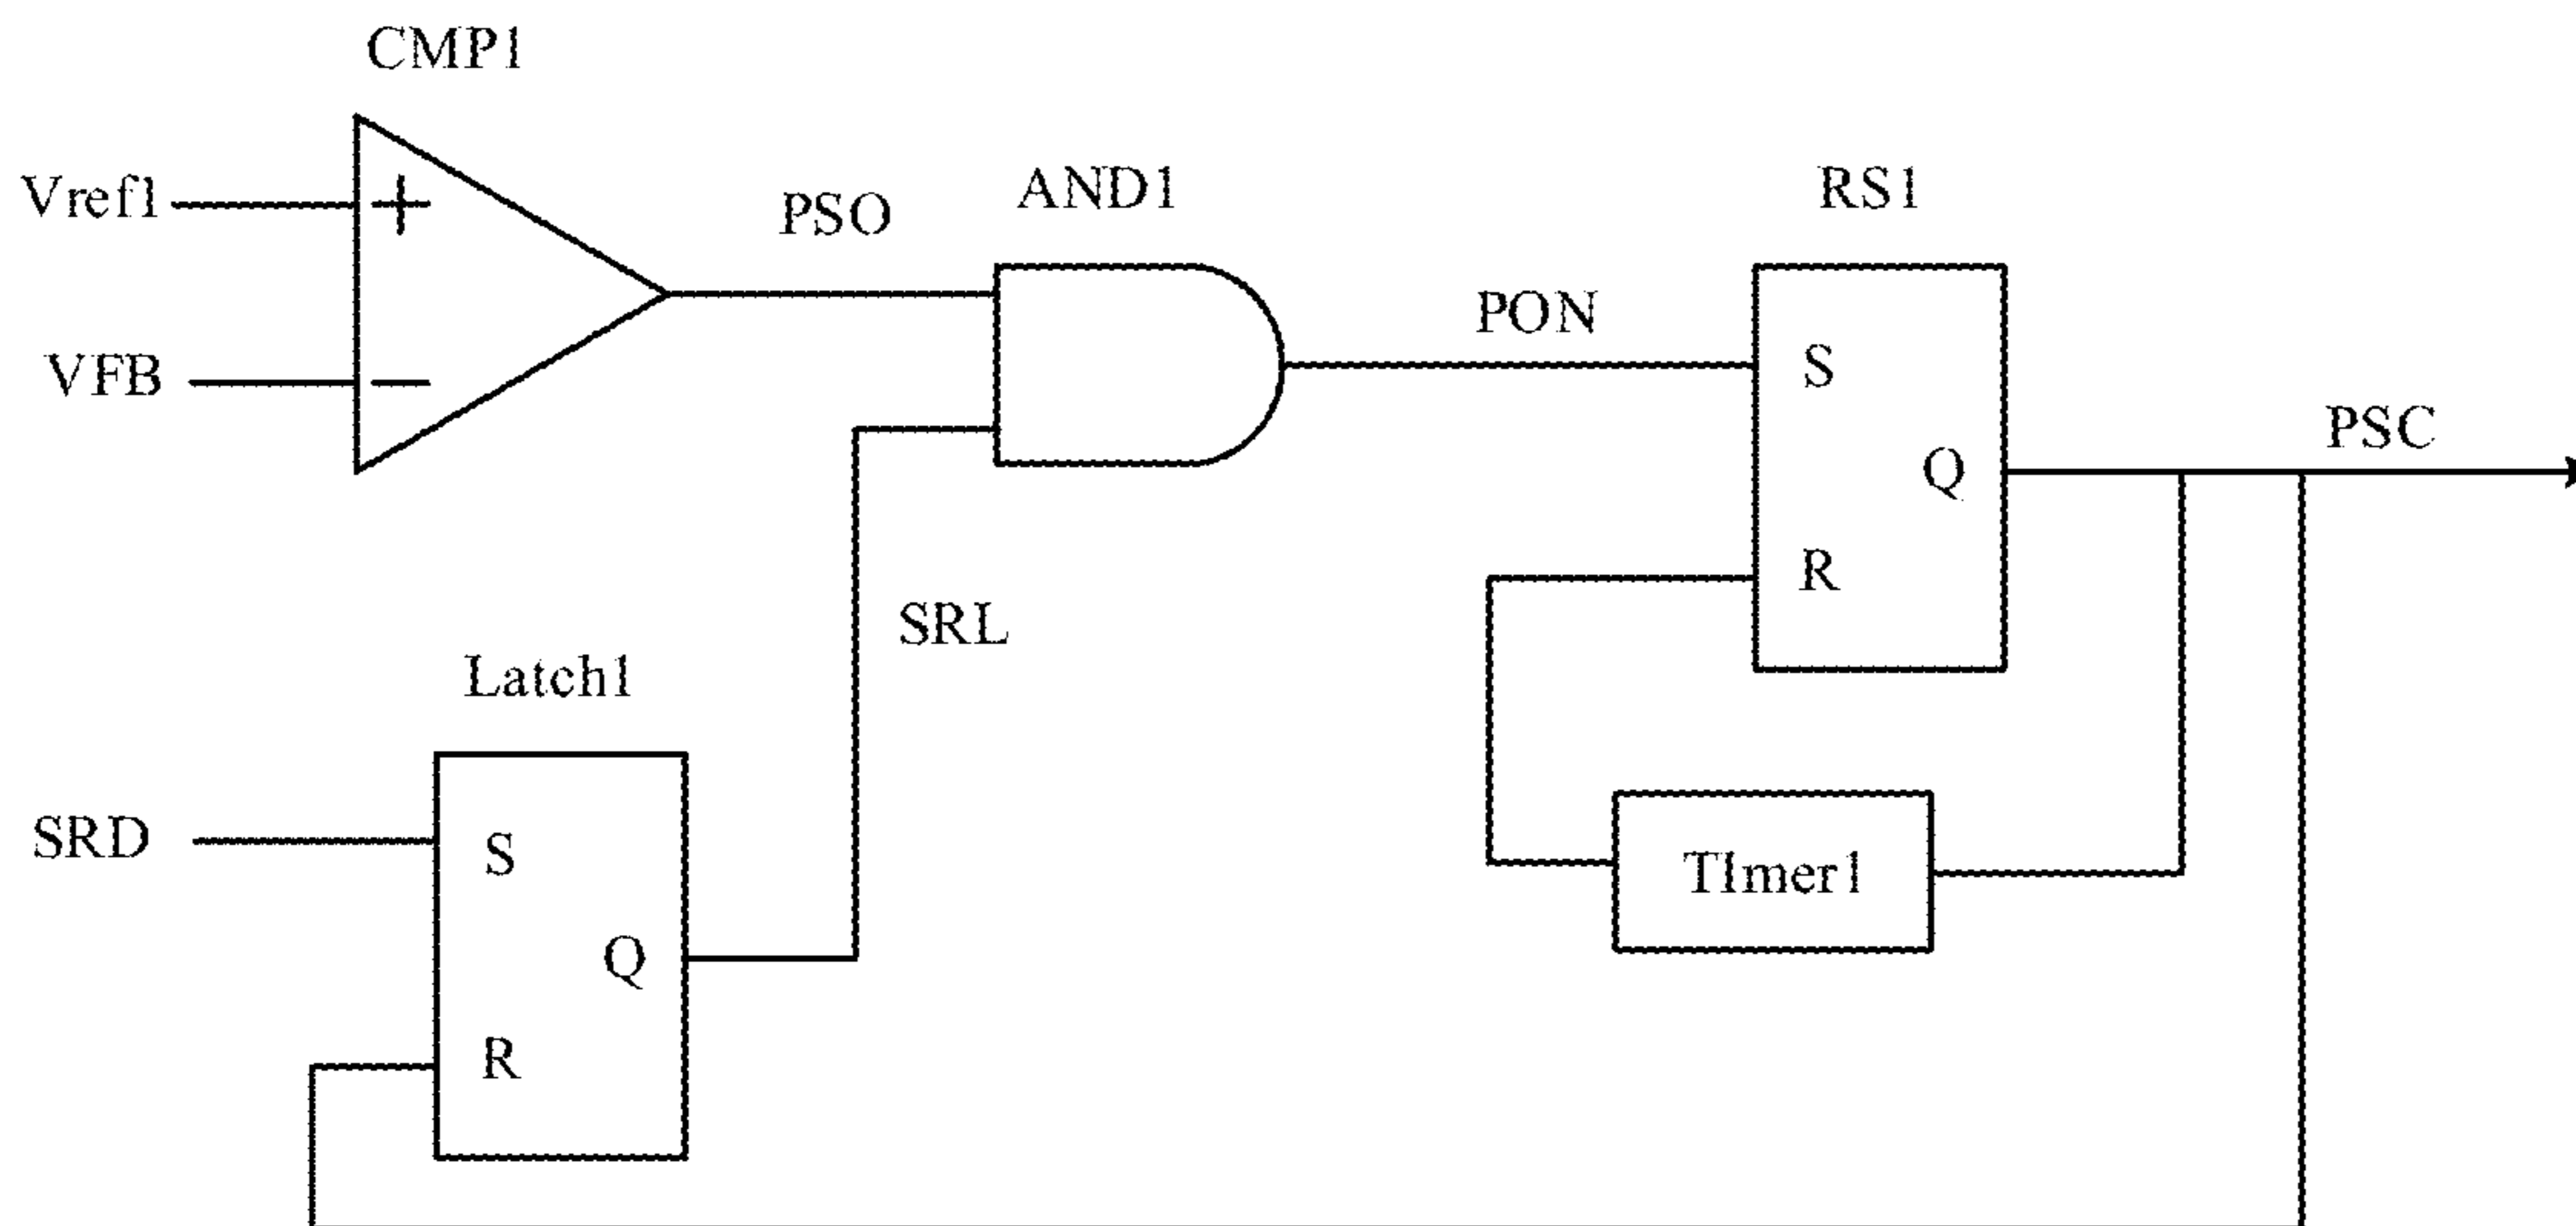 CMP1
Vref1
+
PSO
AND1
RS1
VFB
−
PON
S
PSC
Q
R
SRL
Latch1
SRD
S
TImer1
Q
R